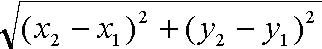 √((x₂ − x₁)² + (y₂ − y₁)²)